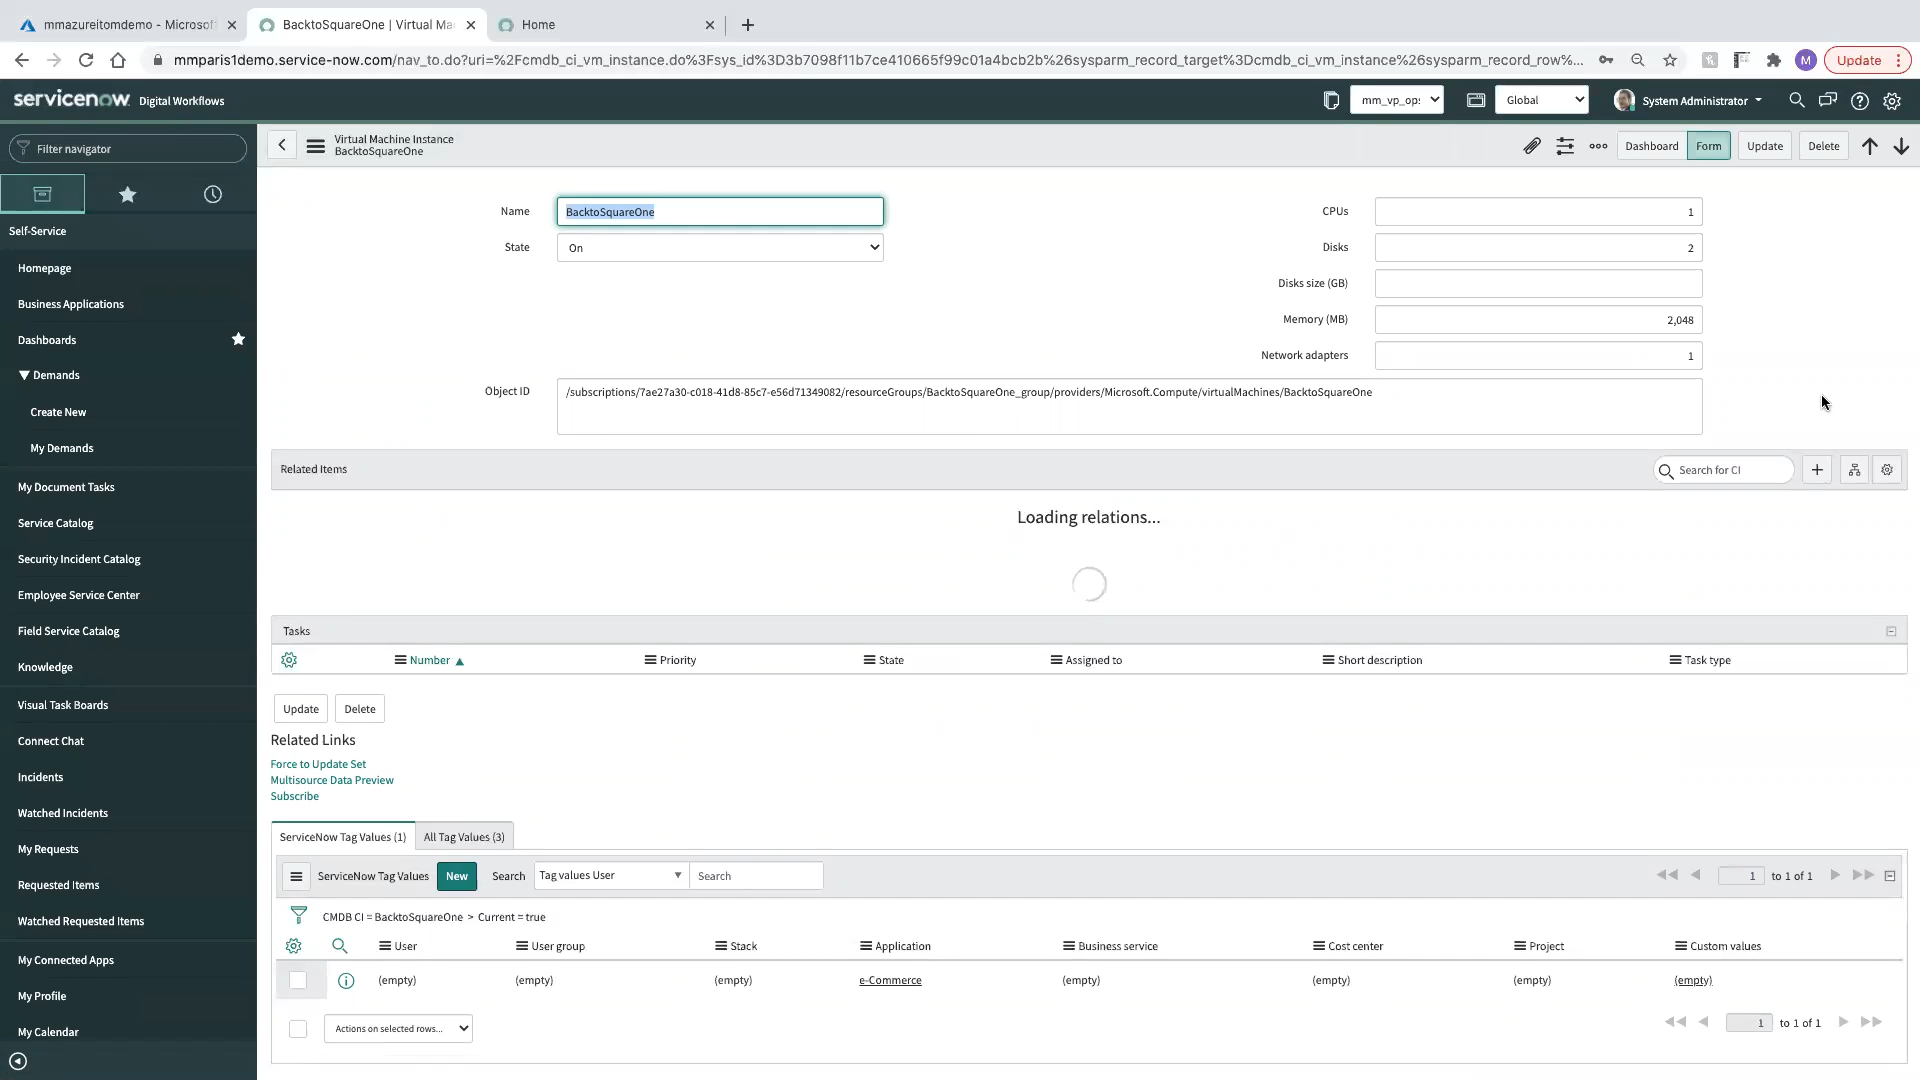 mmazureitomdemo - Microsof
BacktoSquareOne | Virtual Ma
Home
mmparis1demo.service-now.com/nav_to.do?uri=%2Fcmdb_ci_vm_instance.do%3Fsys_id%3D3b7098f11b7ce410665f99c01a4bcb2b%26sysparm_record_target%3Dcmdb_ci_vm_instance%26sysparm_record_row%...
M
Update
servicenow Digital Workflows
mm_vp_op:
Global
System Administrator
Filter navigator
Virtual Machine Instance
BacktoSquareOne
Dashboard
Form
Update
Delete
Self-Service
Homepage
Business Applications
Dashboards
Demands
Create New
My Demands
My Document Tasks
Service Catalog
Security Incident Catalog
Employee Service Center
Field Service Catalog
Knowledge
Visual Task Boards
Connect Chat
Incidents
Watched Incidents
My Requests
Requested Items
Watched Requested Items
My Connected Apps
My Profile
My Calendar
Name BacktoSquareOne
State On
CPUs 1
Disks 2
Disks size (GB)
Memory (MB) 2,048
Network adapters 1
Object ID /subscriptions/7ae27a30-c018-41d8-85c7-e56d71349082/resourceGroups/BacktoSquareOne_group/providers/Microsoft.Compute/virtualMachines/BacktoSquareOne
Related Items
Search for CI
Loading relations...
Tasks
Number Priority State Assigned to Short description Task type
Update Delete
Related Links
Force to Update Set
Multisource Data Preview
Subscribe
ServiceNow Tag Values (1) All Tag Values (3)
ServiceNow Tag Values New Search Tag values User Search 1 to 1 of 1
CMDB CI = BacktoSquareOne > Current = true
User User group Stack Application Business service Cost center Project Custom values
(empty) (empty) (empty) e-Commerce (empty) (empty) (empty) (empty)
Actions on selected rows... 1 to 1 of 1